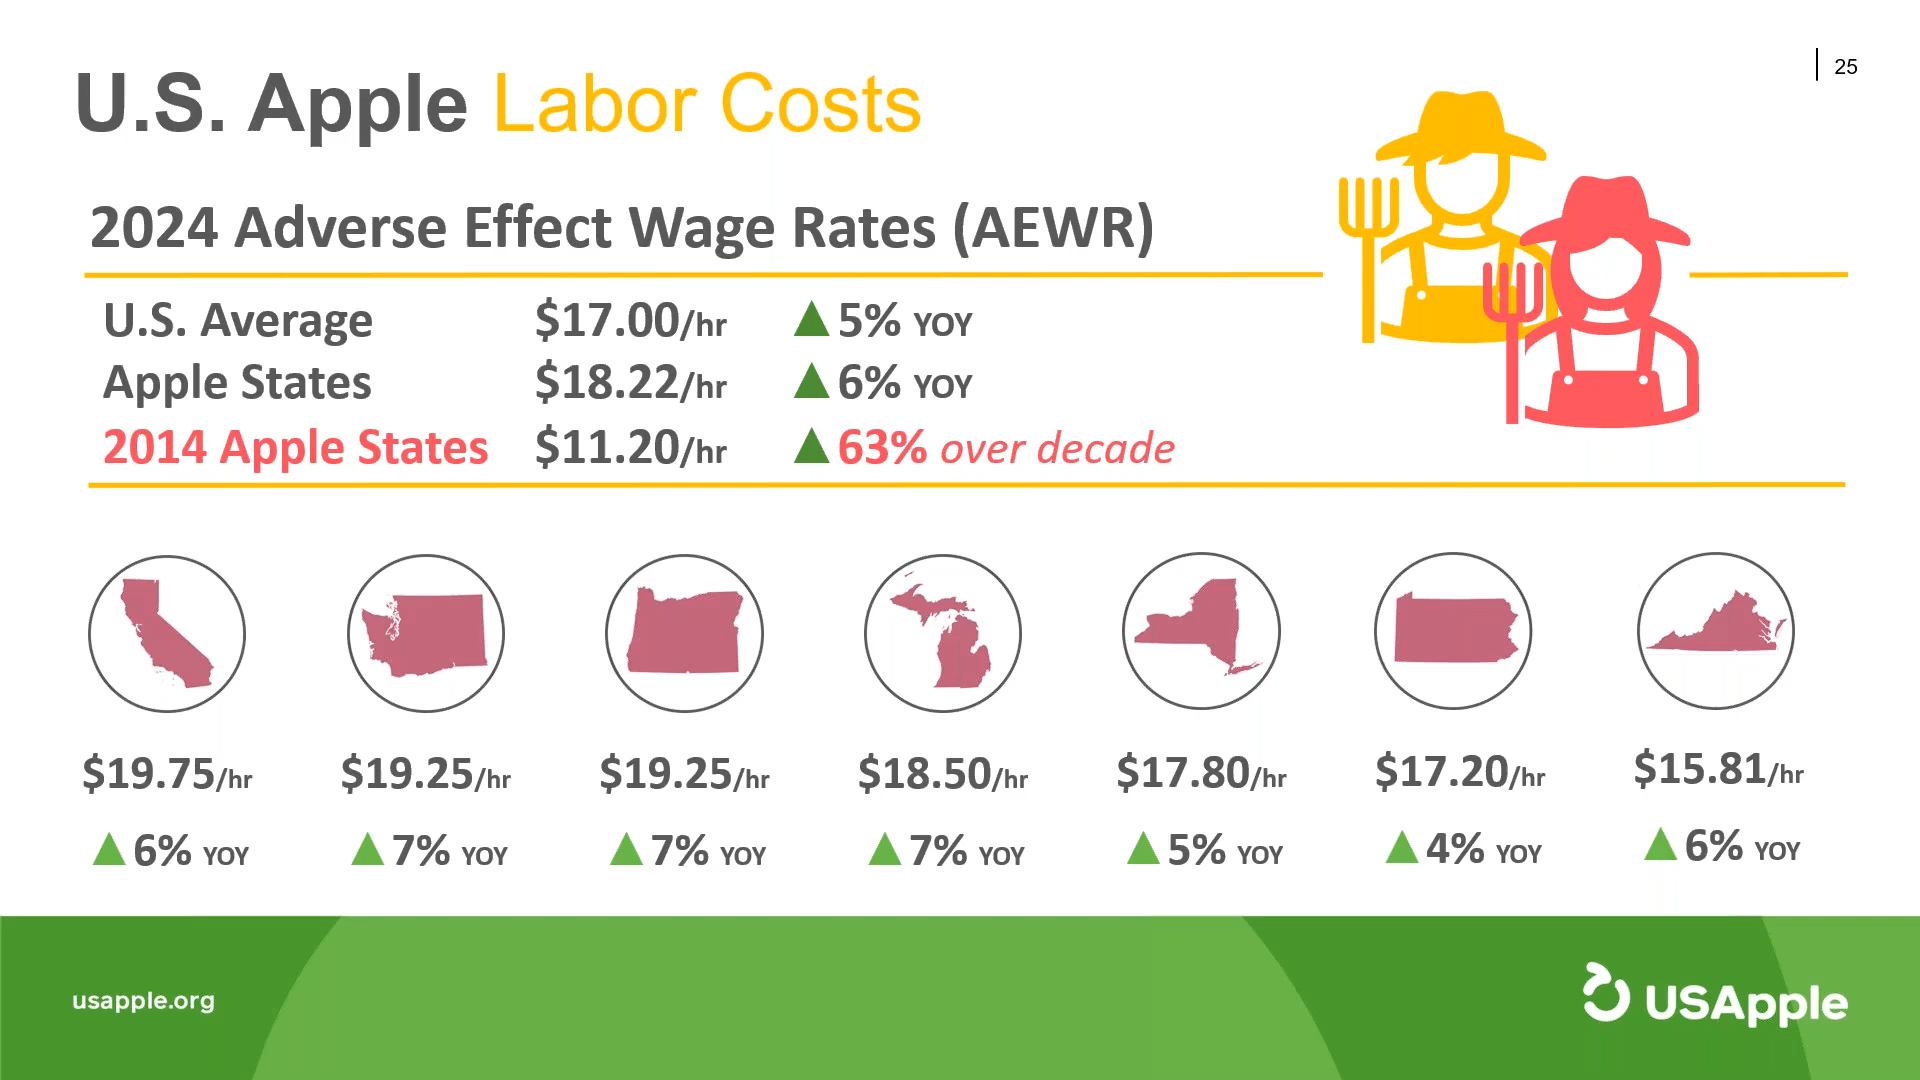 25
U.S. Apple Labor Costs
2024 Adverse Effect Wage Rates (AEWR)
U.S. Average $17.00/hr ▲5% YOY
Apple States $18.22/hr ▲6% YOY
2014 Apple States $11.20/hr ▲63% over decade
$19.75/hr $19.25/hr $19.25/hr $18.50/hr $17.80/hr $17.20/hr $15.81/hr
▲6% YOY ▲7% YOY ▲7% YOY ▲7% YOY ▲5% YOY ▲4% YOY ▲6% YOY
usapple.org
USApple